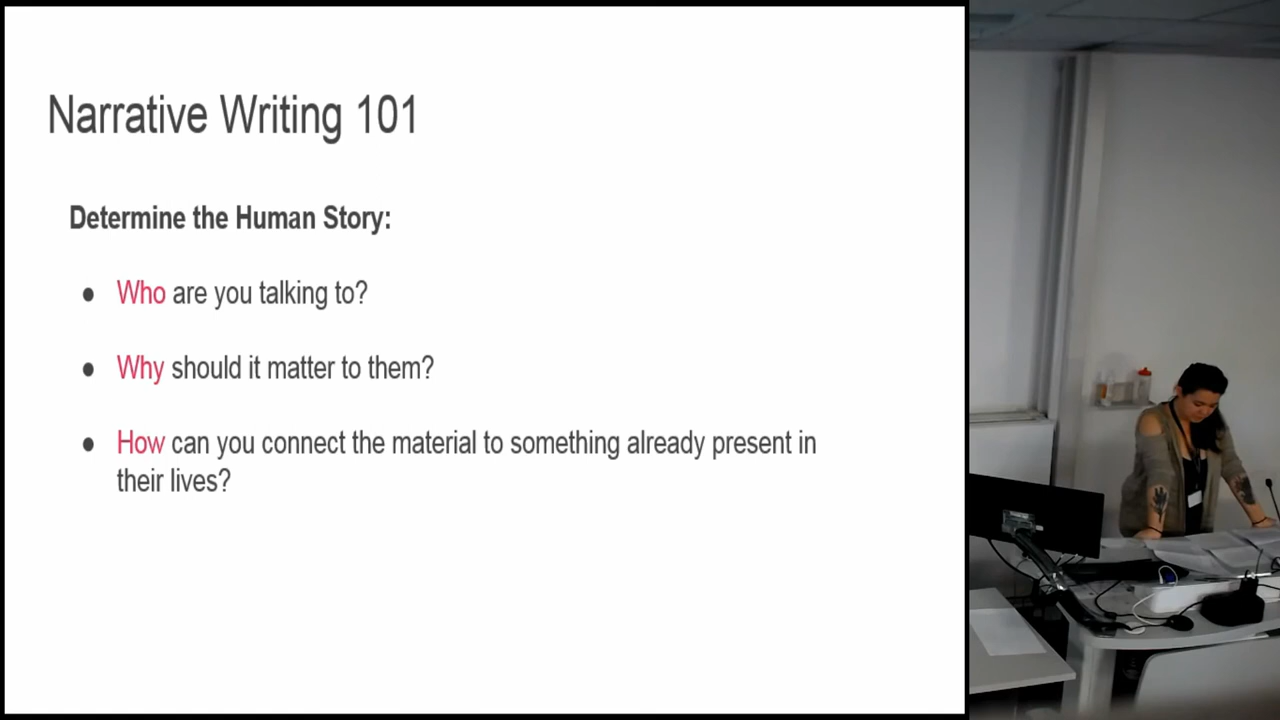 Narrative Writing 101
Determine the Human Story:
● Who are you talking to?
● Why should it matter to them?
● How can you connect the material to something already present in
their lives?